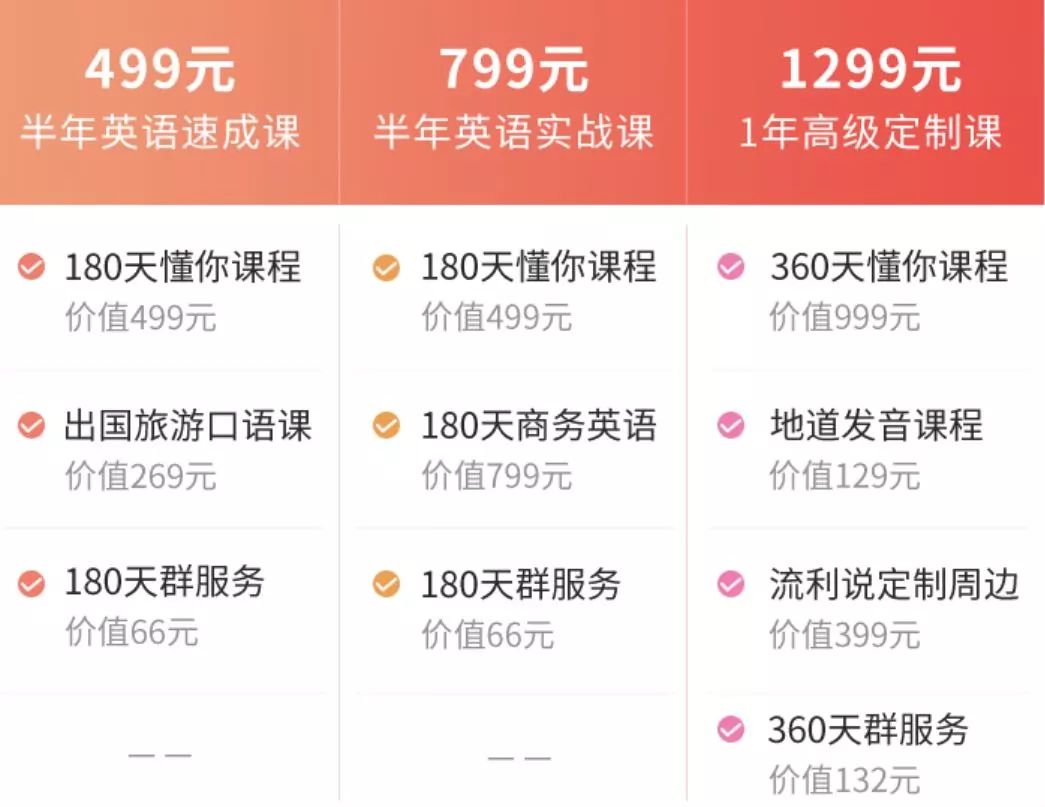 499元
半年英语速成课
799元
半年英语实战课
1299元
1年高级定制课
180天懂你课程
价值499元
180天懂你课程
价值499元
360天懂你课程
价值999元
出国旅游口语课
价值269元
180天商务英语
价值799元
地道发音课程
价值129元
180天群服务
价值66元
180天群服务
价值66元
流利说定制周边
价值399元
— —
— —
360天群服务
价值132元